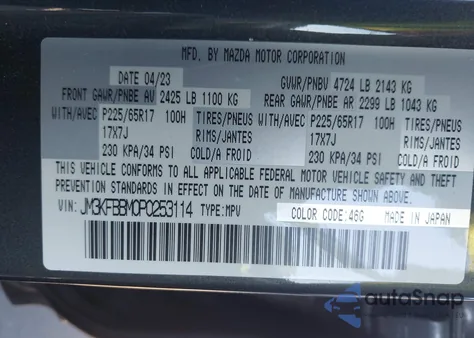 MFD. BY MAZDA MOTOR CORPORATION
DATE 04/23 GVWR/PNBV 4724 LB 2143 KG
FRONT GAWR/PNBE AV 2425 LB 1100 KG REAR GAWR/PNBE AR 2299 LB 1043 KG
WITH/AVEC P225/65R17 100H TIRES/PNEUS WITH/AVEC P225/65R17 100H TIRES/PNEUS
17X7J RIMS/JANTES 17X7J RIMS/JANTES
230 KPA/34 PSI COLD/A FROID 230 KPA/34 PSI COLD/A FROID
THIS VEHICLE CONFORMS TO ALL APPLICABLE FEDERAL MOTOR VEHICLE SAFETY AND THEFT
PREVENTION STANDARDS IN EFFECT ON THE DATE OF MANUFACTURE SHOWN ABOVE.
VIN: JM3KFBBM0P0253114 TYPE: MPV COLOR CODE: 46G MADE IN JAPAN
autoSnap